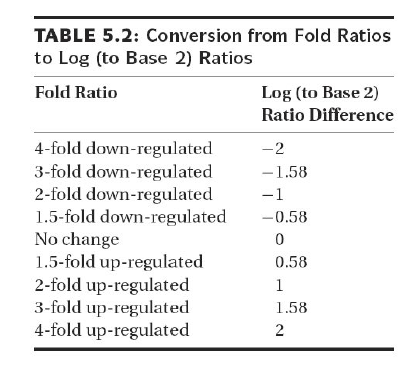 TABLE 5.2: Conversion from Fold Ratios
to Log (to Base 2) Ratios
Fold Ratio Log (to Base 2)
Ratio Difference
4-fold down-regulated −2
3-fold down-regulated −1.58
2-fold down-regulated −1
1.5-fold down-regulated −0.58
No change 0
1.5-fold up-regulated 0.58
2-fold up-regulated 1
3-fold up-regulated 1.58
4-fold up-regulated 2